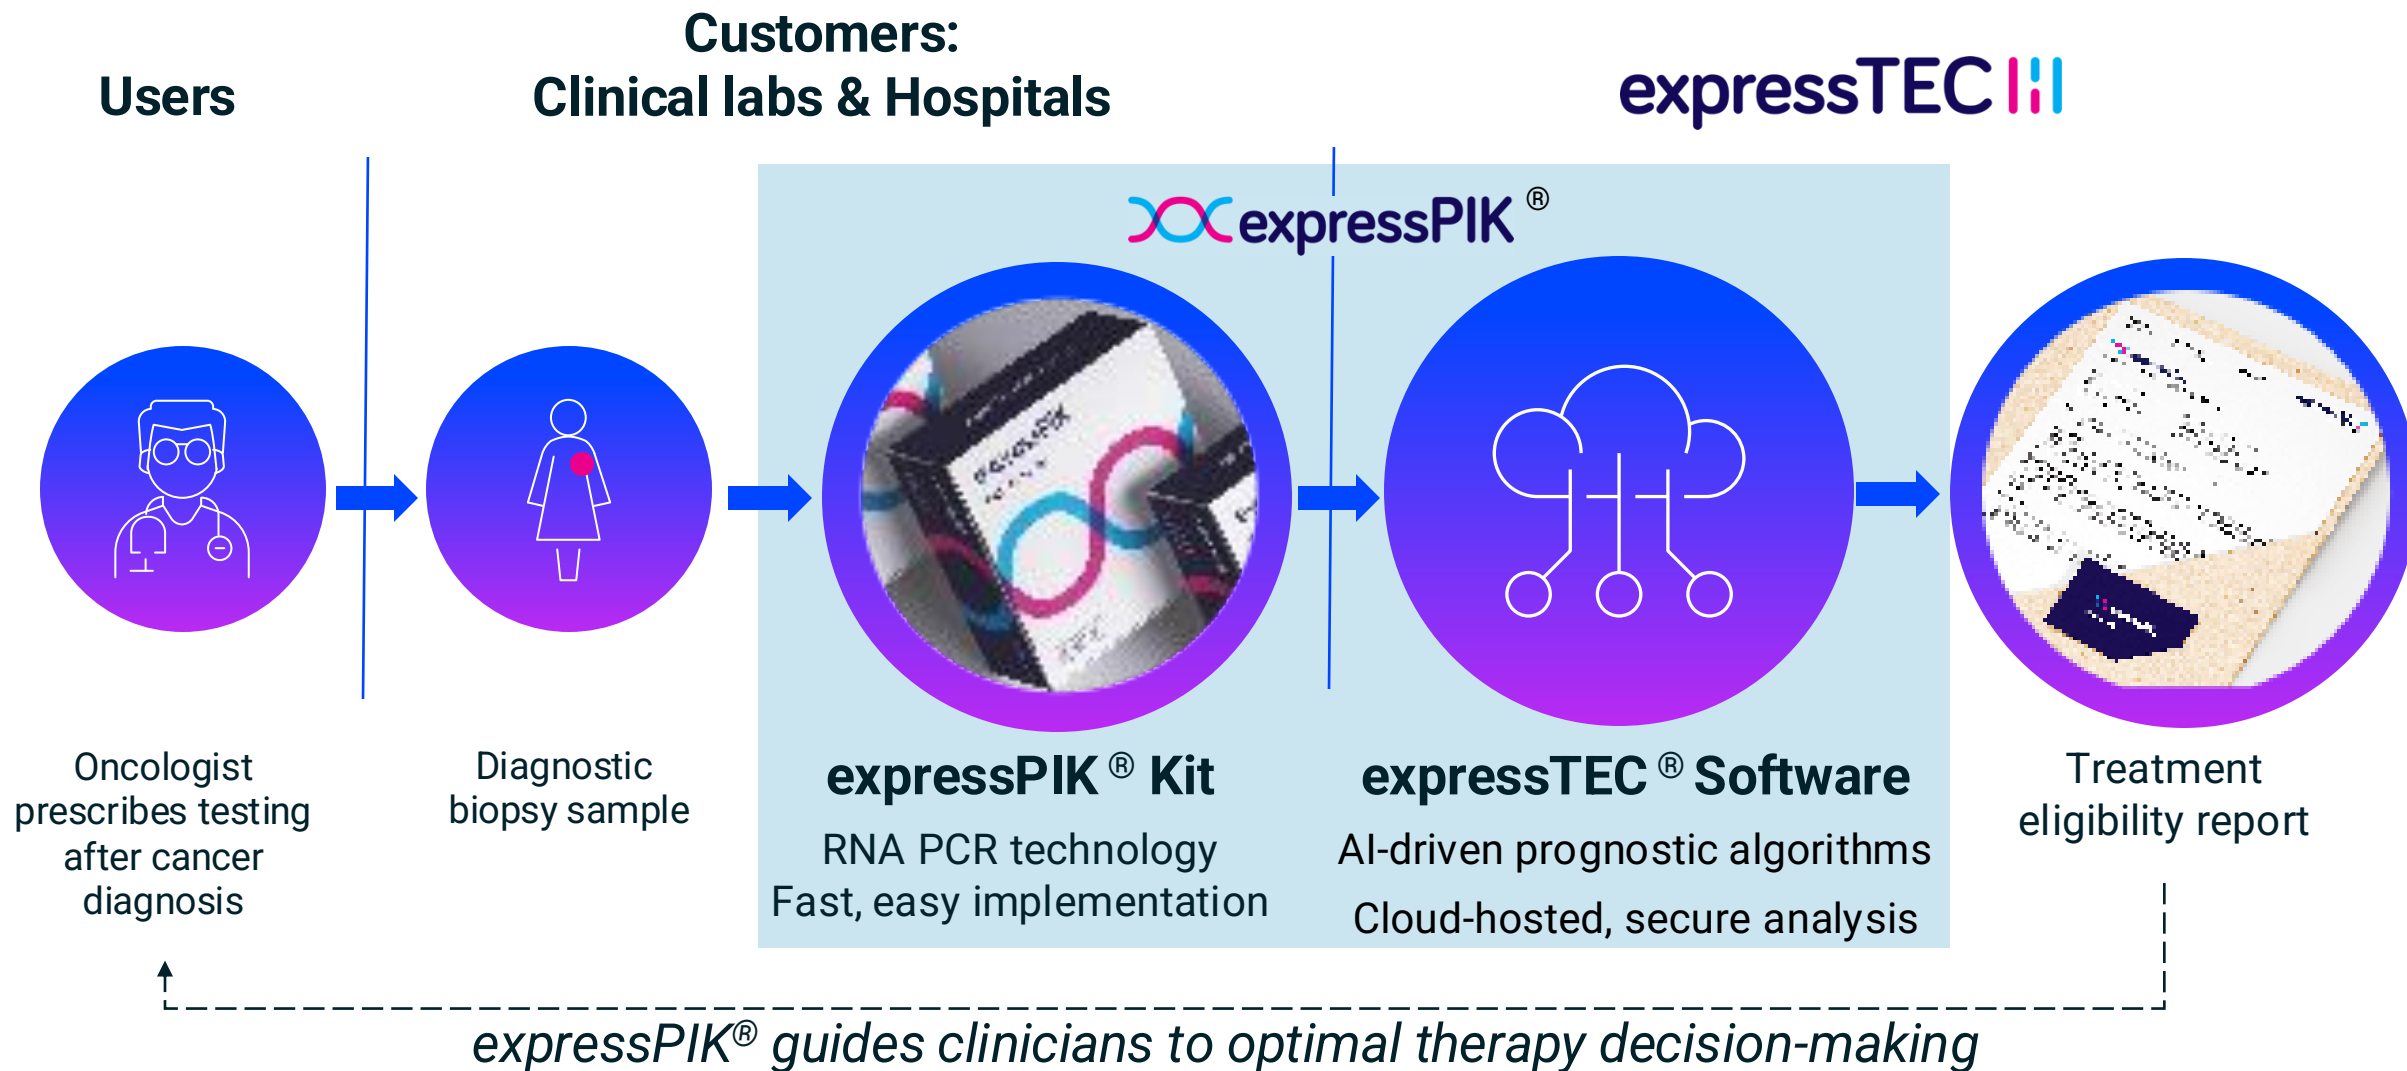 Users
Customers:
Clinical labs & Hospitals
expressTEC
expressPIK ®
Oncologist
prescribes testing
after cancer
diagnosis
Diagnostic
biopsy sample
expressPIK ® Kit
RNA PCR technology
Fast, easy implementation
expressTEC ® Software
AI-driven prognostic algorithms
Cloud-hosted, secure analysis
Treatment
eligibility report
expressPIK® guides clinicians to optimal therapy decision-making